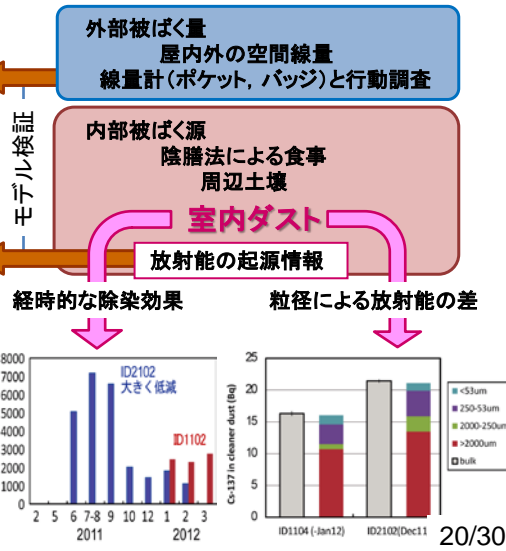 外部被ばく量
屋内外の空間線量
線量計（ポケット，バッジ）と行動調査
モデル検証
内部被ばく源
陰膳法による食事
周辺土壌
室内ダスト
放射能の起源情報
経時的な除染効果
粒径による放射能の差
8000
7000
6000
5000
4000
3000
2000
1000
0
ID2102
大きく低減
ID1102
2 5 6 7-8 9 10 12 1 2 3
2011 2012
Cs-137 in cleaner dust (Bq)
25
20
15
10
5
0
ID1104 (-Jan12) ID2102(Dec11
<53um
250-53um
2000-250um
>2000um
bulk
20/30